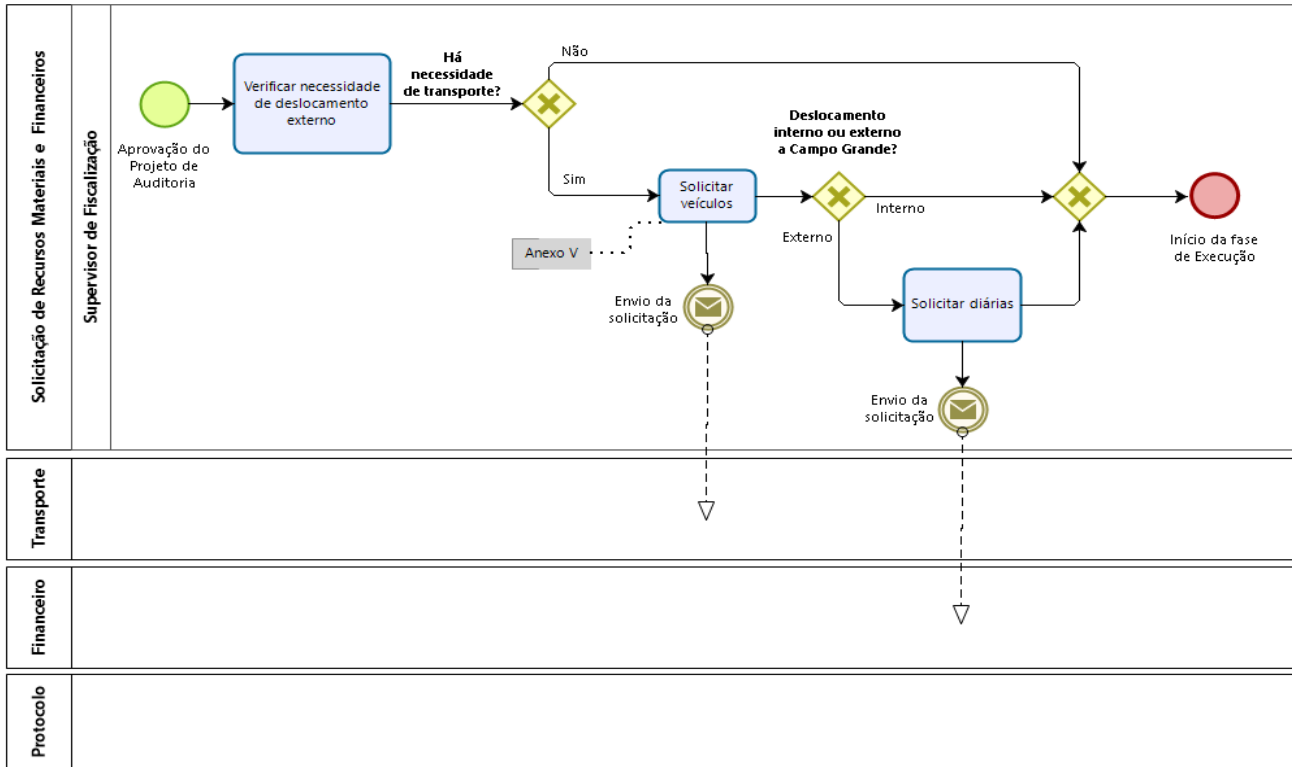 Solicitação de Recursos Materiais e Financeiros
Supervisor de Fiscalização
Aprovação do
Projeto de
Auditoria
Verificar necessidade
de deslocamento
externo
Há
necessidade
de transporte?
Não
Sim
Solicitar
veículos
Anexo V
Envio da
solicitação
Deslocamento
interno ou externo
a Campo Grande?
Interno
Externo
Solicitar diárias
Envio da
solicitação
Início da fase
de Execução
Transporte
Financeiro
Protocolo